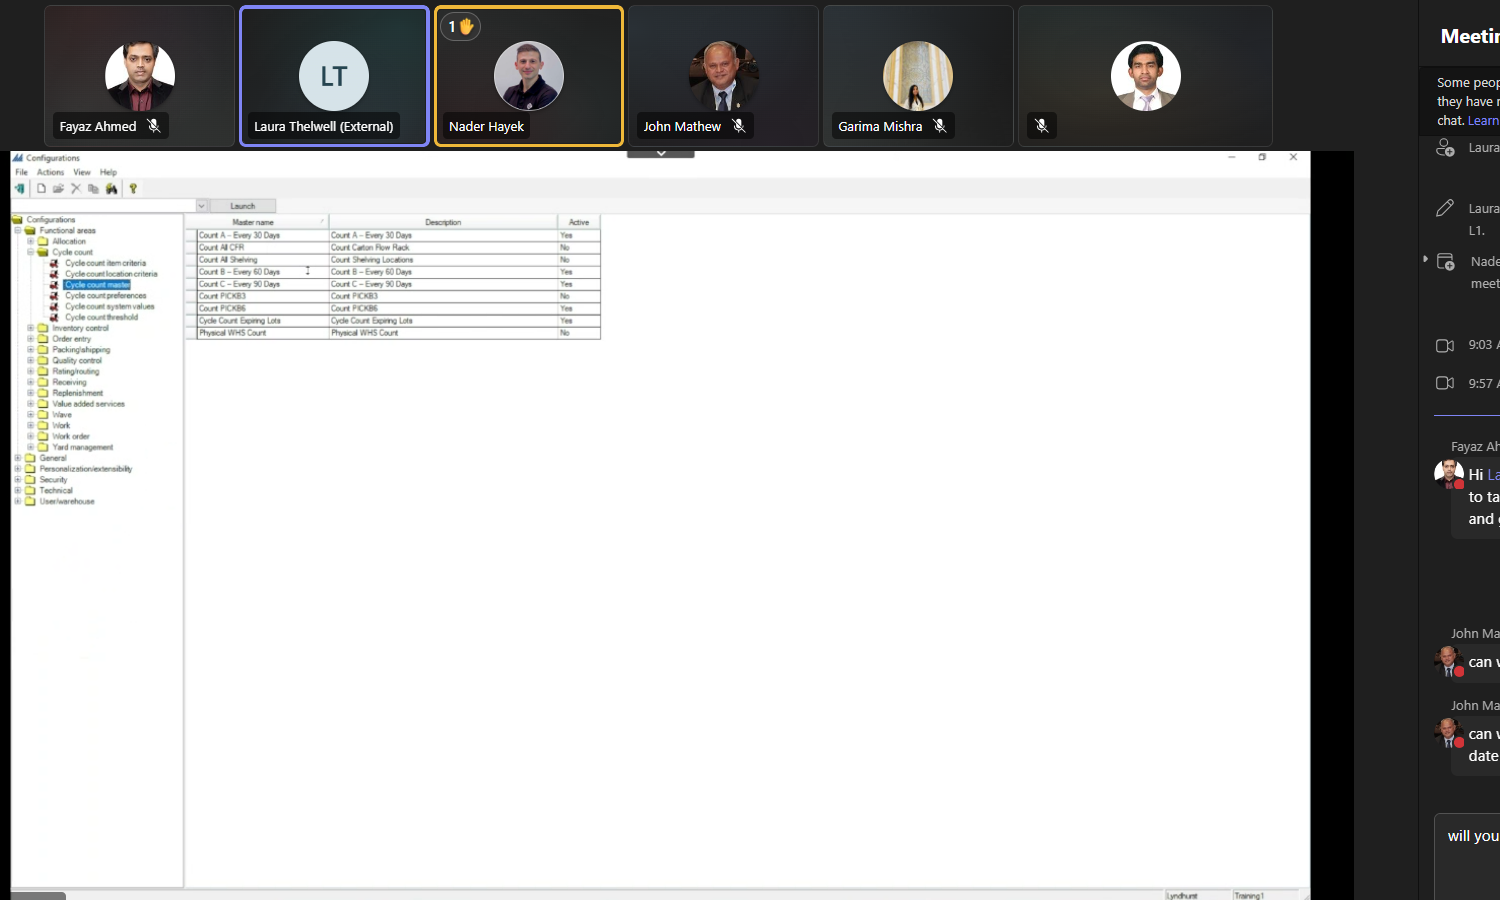 1
Fayaz Ahmed
LT
Laura Thelwell (External)
Nader Hayek
John Mathew
Garima Mishra
Configurations
File Actions View Help
Launch
Configurations
Functional areas
Allocation
Cycle count
Cycle count item criteria
Cycle count location criteria
Cycle count master
Cycle count preferences
Cycle count system values
Cycle count threshold
Inventory control
Order entry
Packing/shipping
Quality control
Rating/routing
Receiving
Replenishment
Value added services
Wave
Work
Work order
Yard management
General
Personalization/extensibility
Security
Technical
User/warehouse
Master name Description Active
Count A – Every 30 Days Count A – Every 30 Days Yes
Count All CFR Count Carton Flow Rack No
Count All Shelving Count Shelving Locations No
Count B – Every 60 Days Count B – Every 60 Days Yes
Count C – Every 90 Days Count C – Every 90 Days Yes
Count PICKB3 Count PICKB3 No
Count PICKB6 Count PICKB6 Yes
Cycle Count Expiring Lots Cycle Count Expiring Lots Yes
Physical WHS Count Physical WHS Count No
Lyndhurst Training1
Meetin
Some peop
they have r
chat. Learn
Laura
Laura
L1.
Nade
meet
9:03 A
9:57 A
Fayaz Ah
Hi La
to ta
and g
John Ma
can w
John Ma
can w
date
will you